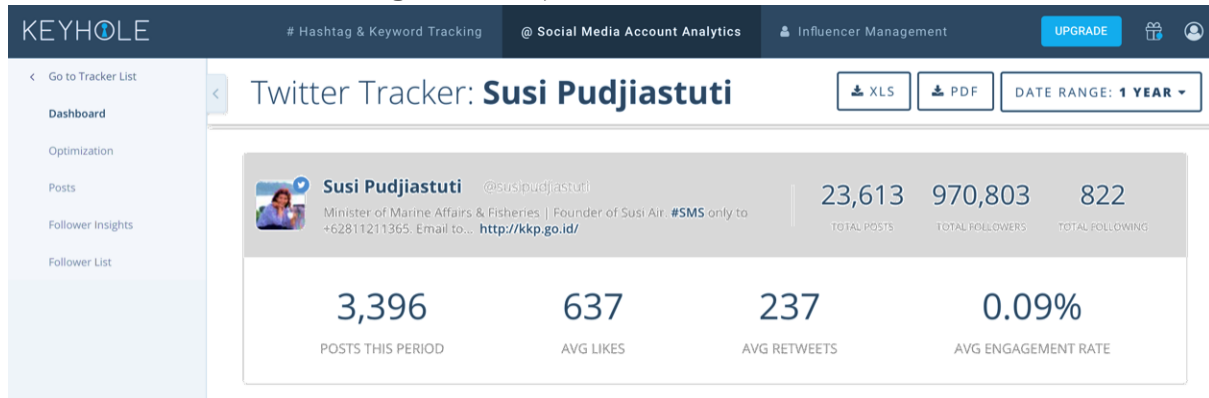 KEYHOLE
# Hashtag & Keyword Tracking
@ Social Media Account Analytics
Influencer Management
UPGRADE
Go to Tracker List
Dashboard
Optimization
Posts
Follower Insights
Follower List
Twitter Tracker: Susi Pudjiastuti
XLS
PDF
DATE RANGE: 1 YEAR
Susi Pudjiastuti @susipudjiastuti
Minister of Marine Affairs & Fisheries | Founder of Susi Air. #SMS only to
+62811211365. Email to... http://kkp.go.id/
23,613 970,803 822
TOTAL POSTS TOTAL FOLLOWERS TOTAL FOLLOWING
3,396 637 237 0.09%
POSTS THIS PERIOD AVG LIKES AVG RETWEETS AVG ENGAGEMENT RATE